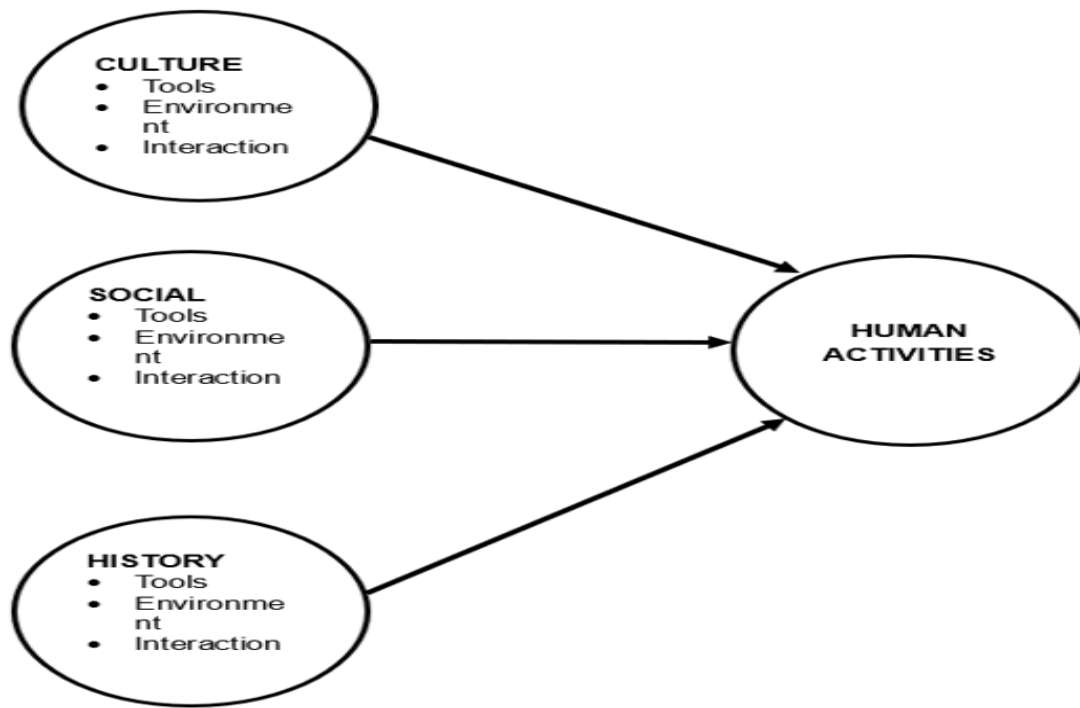 CULTURE
• Tools
• Environme
nt
• Interaction
SOCIAL
• Tools
• Environme
nt
• Interaction
HUMAN
ACTIVITIES
HISTORY
• Tools
• Environme
nt
• Interaction